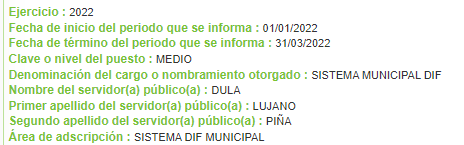 Ejercicio : 2022
Fecha de inicio del periodo que se informa : 01/01/2022
Fecha de término del periodo que se informa : 31/03/2022
Clave o nivel del puesto : MEDIO
Denominación del cargo o nombramiento otorgado : SISTEMA MUNICIPAL DIF
Nombre del servidor(a) público(a) : DULA
Primer apellido del servidor(a) público(a) : LUJANO
Segundo apellido del servidor(a) público(a) : PIÑA
Área de adscripción : SISTEMA DIF MUNICIPAL